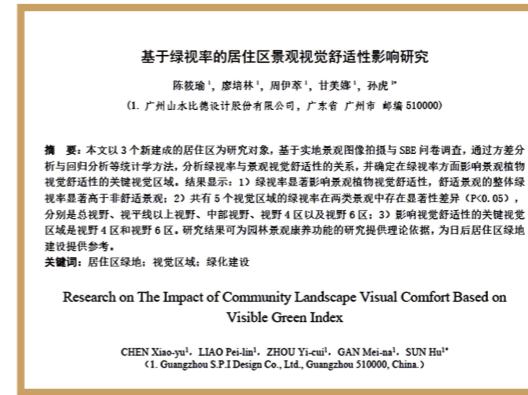 基于绿视率的居住区景观视觉舒适性影响研究
陈筱瑜¹，廖培林¹，周伊萃¹，甘美娜¹，孙虎¹*
(1. 广州山水比德设计股份有限公司，广东省 广州市 邮编 510000)
摘 要：本文以 3 个新建成的居住区为研究对象，基于实地景观图像拍摄与 SBE 问卷调查，通过方差分
析与回归分析等统计学方法，分析绿视率与景观视觉舒适性的关系，并确定在绿视率方面影响景观植物
视觉舒适性的关键视觉区域。结果显示：1）绿视率显著影响景观植物视觉舒适性，舒适景观的整体绿
视率显著高于非舒适景观；2）共有 5 个视觉区域的绿视率在两类景观中存在显著性差异（P<0.05），
分别是总视野、视平线以上视野、中部视野、视野 4 区以及视野 6 区；3）影响视觉舒适性的关键视觉
区域是视野 4 区和视野 6 区。研究结果可为园林景观康养功能的研究提供理论依据，为日后居住区绿地
建设提供参考。
关键词：居住区绿地；视觉区域；绿化建设
Research on The Impact of Community Landscape Visual Comfort Based on
Visible Green Index
CHEN Xiao-yu¹，LIAO Pei-lin¹，ZHOU Yi-cui¹，GAN Mei-na¹，SUN Hu¹*
（1. Guangzhou S.P.I Design Co., Ltd., Guangzhou 510000, China.）